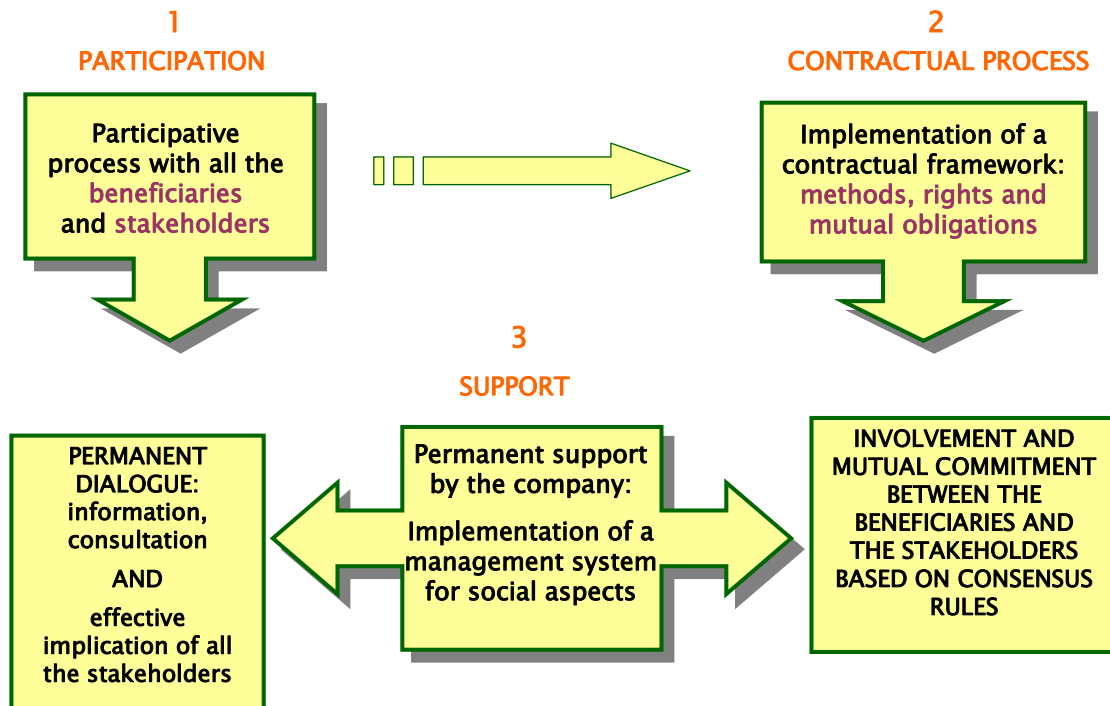 1
PARTICIPATION
Participative
process with all the
beneficiaries
and stakeholders
2
CONTRACTUAL PROCESS
Implementation of a
contractual framework:
methods, rights and
mutual obligations
3
SUPPORT
PERMANENT
DIALOGUE:
information,
consultation
AND
effective
implication of all
the stakeholders
Permanent support
by the company:
Implementation of a
management system
for social aspects
INVOLVEMENT AND
MUTUAL COMMITMENT
BETWEEN THE
BENEFICIARIES AND
THE STAKEHOLDERS
BASED ON CONSENSUS
RULES